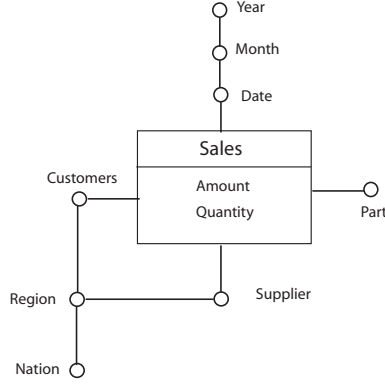 Year
Month
Date
Sales
Customers
Amount
Quantity
Part
Region
Supplier
Nation